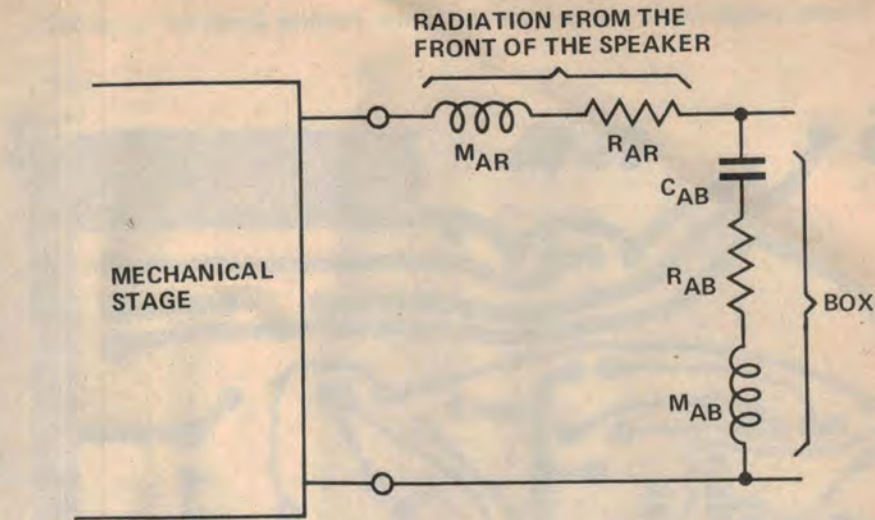 RADIATION FROM THE
FRONT OF THE SPEAKER
MAR
RAR
CAB
MECHANICAL
STAGE
RAB
BOX
MAB